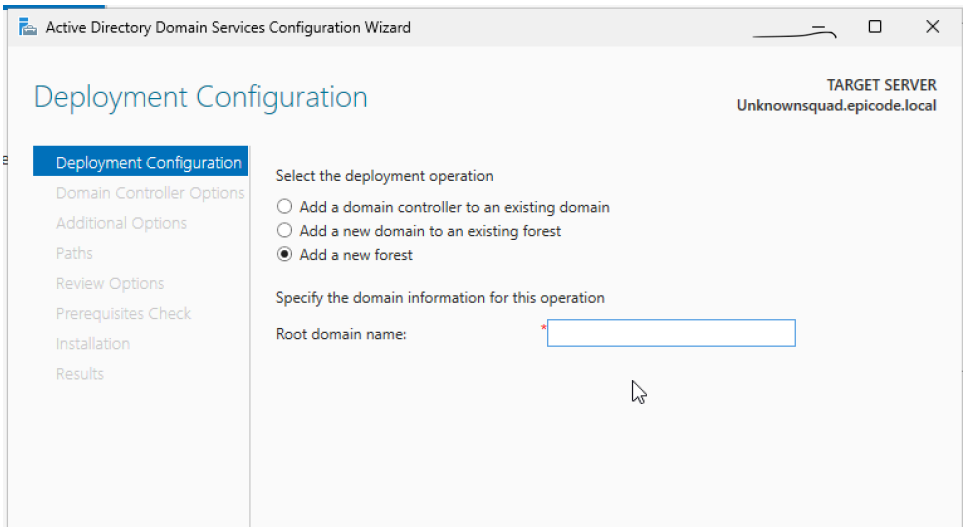 Active Directory Domain Services Configuration Wizard
Deployment Configuration
TARGET SERVER
Unknownsquad.epicode.local
Deployment Configuration
Domain Controller Options
Additional Options
Paths
Review Options
Prerequisites Check
Installation
Results
Select the deployment operation
Add a domain controller to an existing domain
Add a new domain to an existing forest
Add a new forest
Specify the domain information for this operation
Root domain name:
*